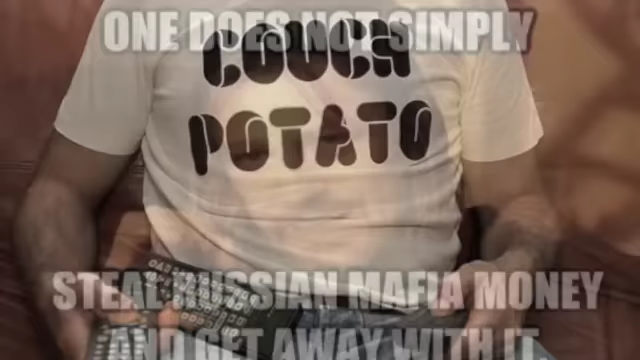 ONE DOES NOT SIMPLY
COUCH
POTATO
STEAL RUSSIAN MAFIA MONEY
AND GET AWAY WITH IT